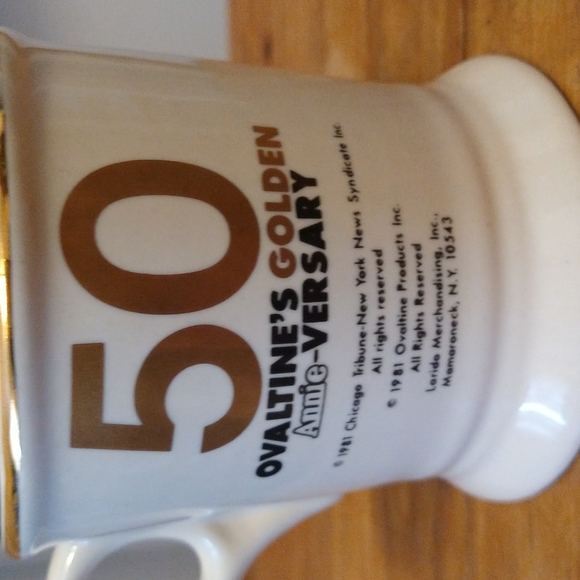 50
OVALTINE'S GOLDEN
Annie-VERSARY
© 1981 Chicago Tribune-New York News Syndicate Inc.
All rights reserved
© 1981 Ovaltine Products Inc.
All Rights Reserved
Larida Merchandising, Inc.,
Mamaroneck, N.Y. 10543